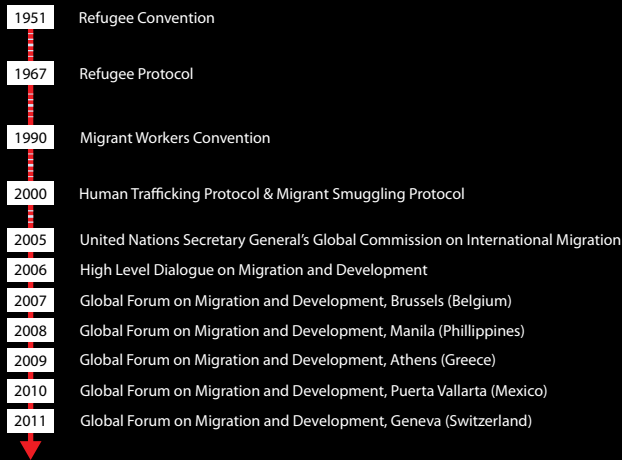 1951 Refugee Convention
1967 Refugee Protocol
1990 Migrant Workers Convention
2000 Human Trafficking Protocol & Migrant Smuggling Protocol
2005 United Nations Secretary General’s Global Commission on International Migration
2006 High Level Dialogue on Migration and Development
2007 Global Forum on Migration and Development, Brussels (Belgium)
2008 Global Forum on Migration and Development, Manila (Phillippines)
2009 Global Forum on Migration and Development, Athens (Greece)
2010 Global Forum on Migration and Development, Puerta Vallarta (Mexico)
2011 Global Forum on Migration and Development, Geneva (Switzerland)